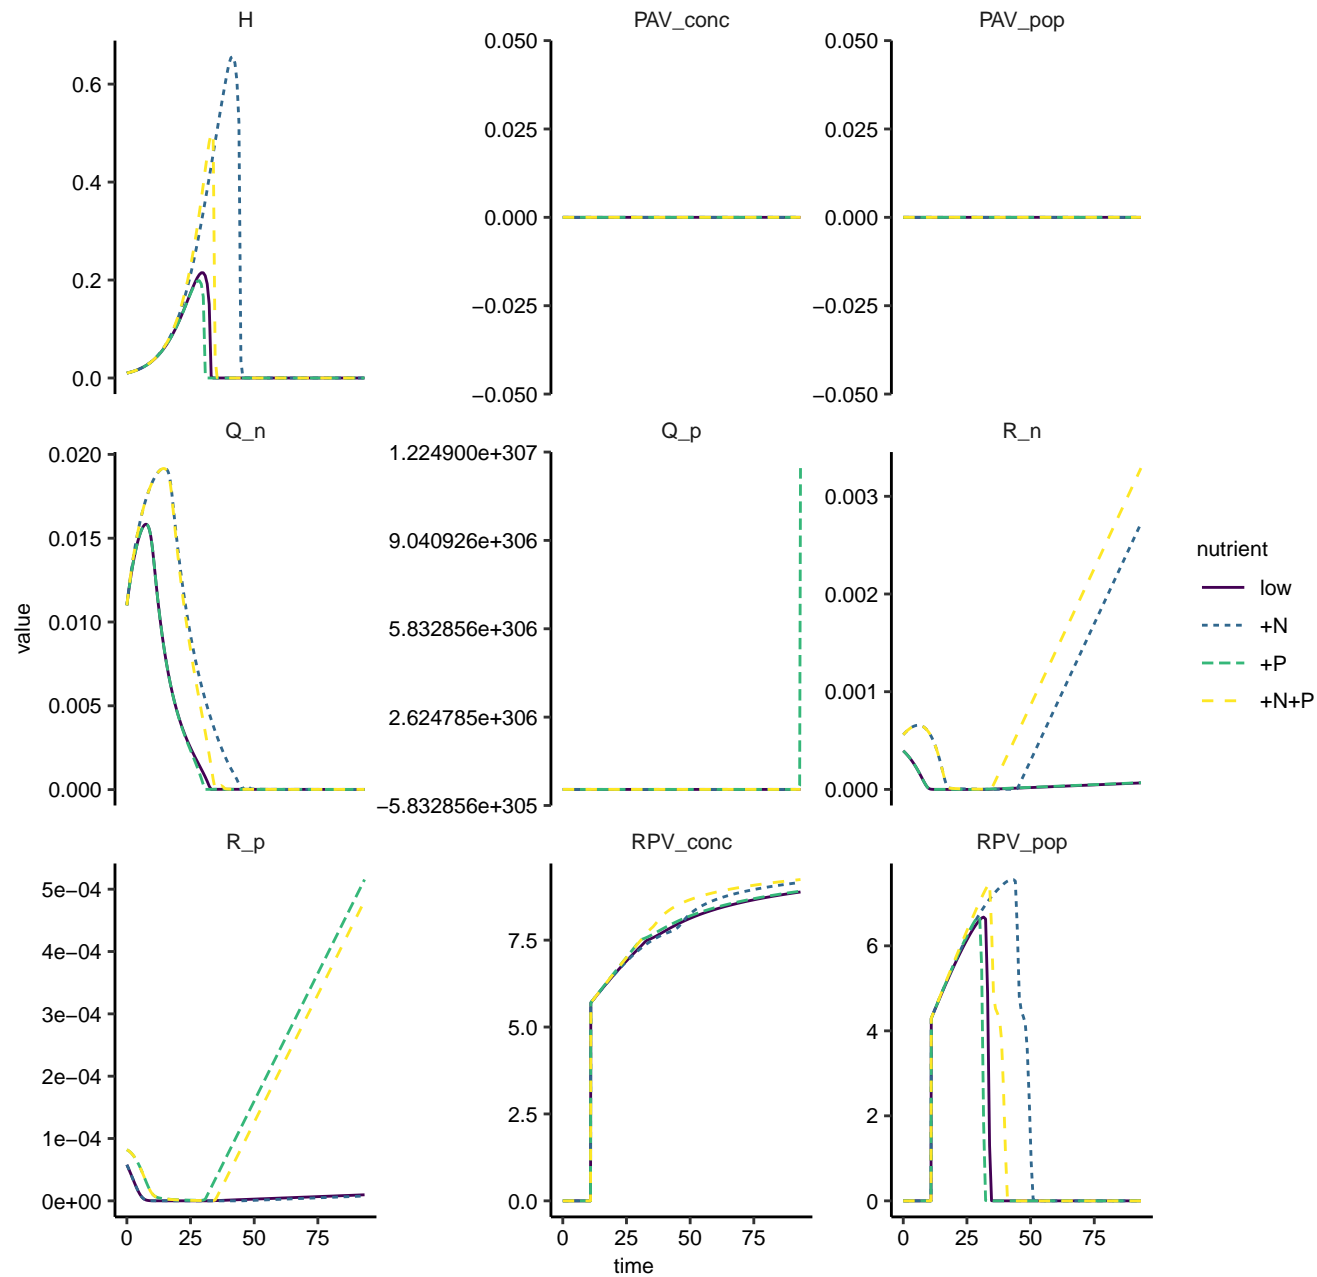 H
PAV_conc
PAV_pop
0.6
0.4
0.2
0.0
0.050
0.025
0.000
−0.025
−0.050
0.050
0.025
0.000
−0.025
−0.050
Q_n
Q_p
R_n
value
0.020
0.015
0.010
0.005
0.000
1.224900e+307
9.040926e+306
5.832856e+306
2.624785e+306
−5.832856e+305
0.003
0.002
0.001
0.000
nutrient
low
+N
+P
+N+P
R_p
RPV_conc
RPV_pop
5e−04
4e−04
3e−04
2e−04
1e−04
0e+00
7.5
5.0
2.5
0.0
6
4
2
0
0 25 50 75
0 25 50 75
0 25 50 75
time